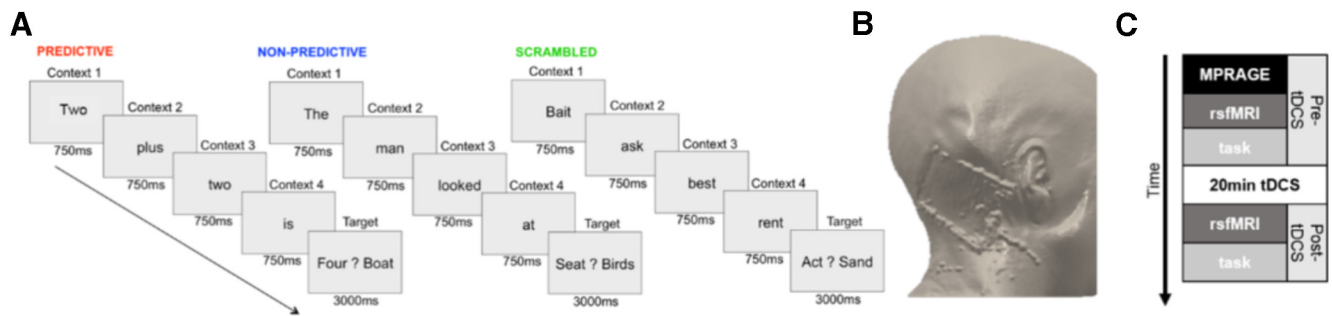 A
B
C
PREDICTIVE
Context 1
Two
750ms
Context 2
plus
750ms
Context 3
two
750ms
Context 4
is
750ms
Target
Four ? Boat
3000ms
NON-PREDICTIVE
Context 1
The
750ms
Context 2
man
750ms
Context 3
looked
750ms
Context 4
at
750ms
Target
Seat ? Birds
3000ms
SCRAMBLED
Context 1
Bait
750ms
Context 2
ask
750ms
Context 3
best
750ms
Context 4
rent
750ms
Target
Act ? Sand
3000ms
Time
MPRAGE
rsfMRI
task
Pre-
tDCS
20min tDCS
rsfMRI
task
Post-
tDCS